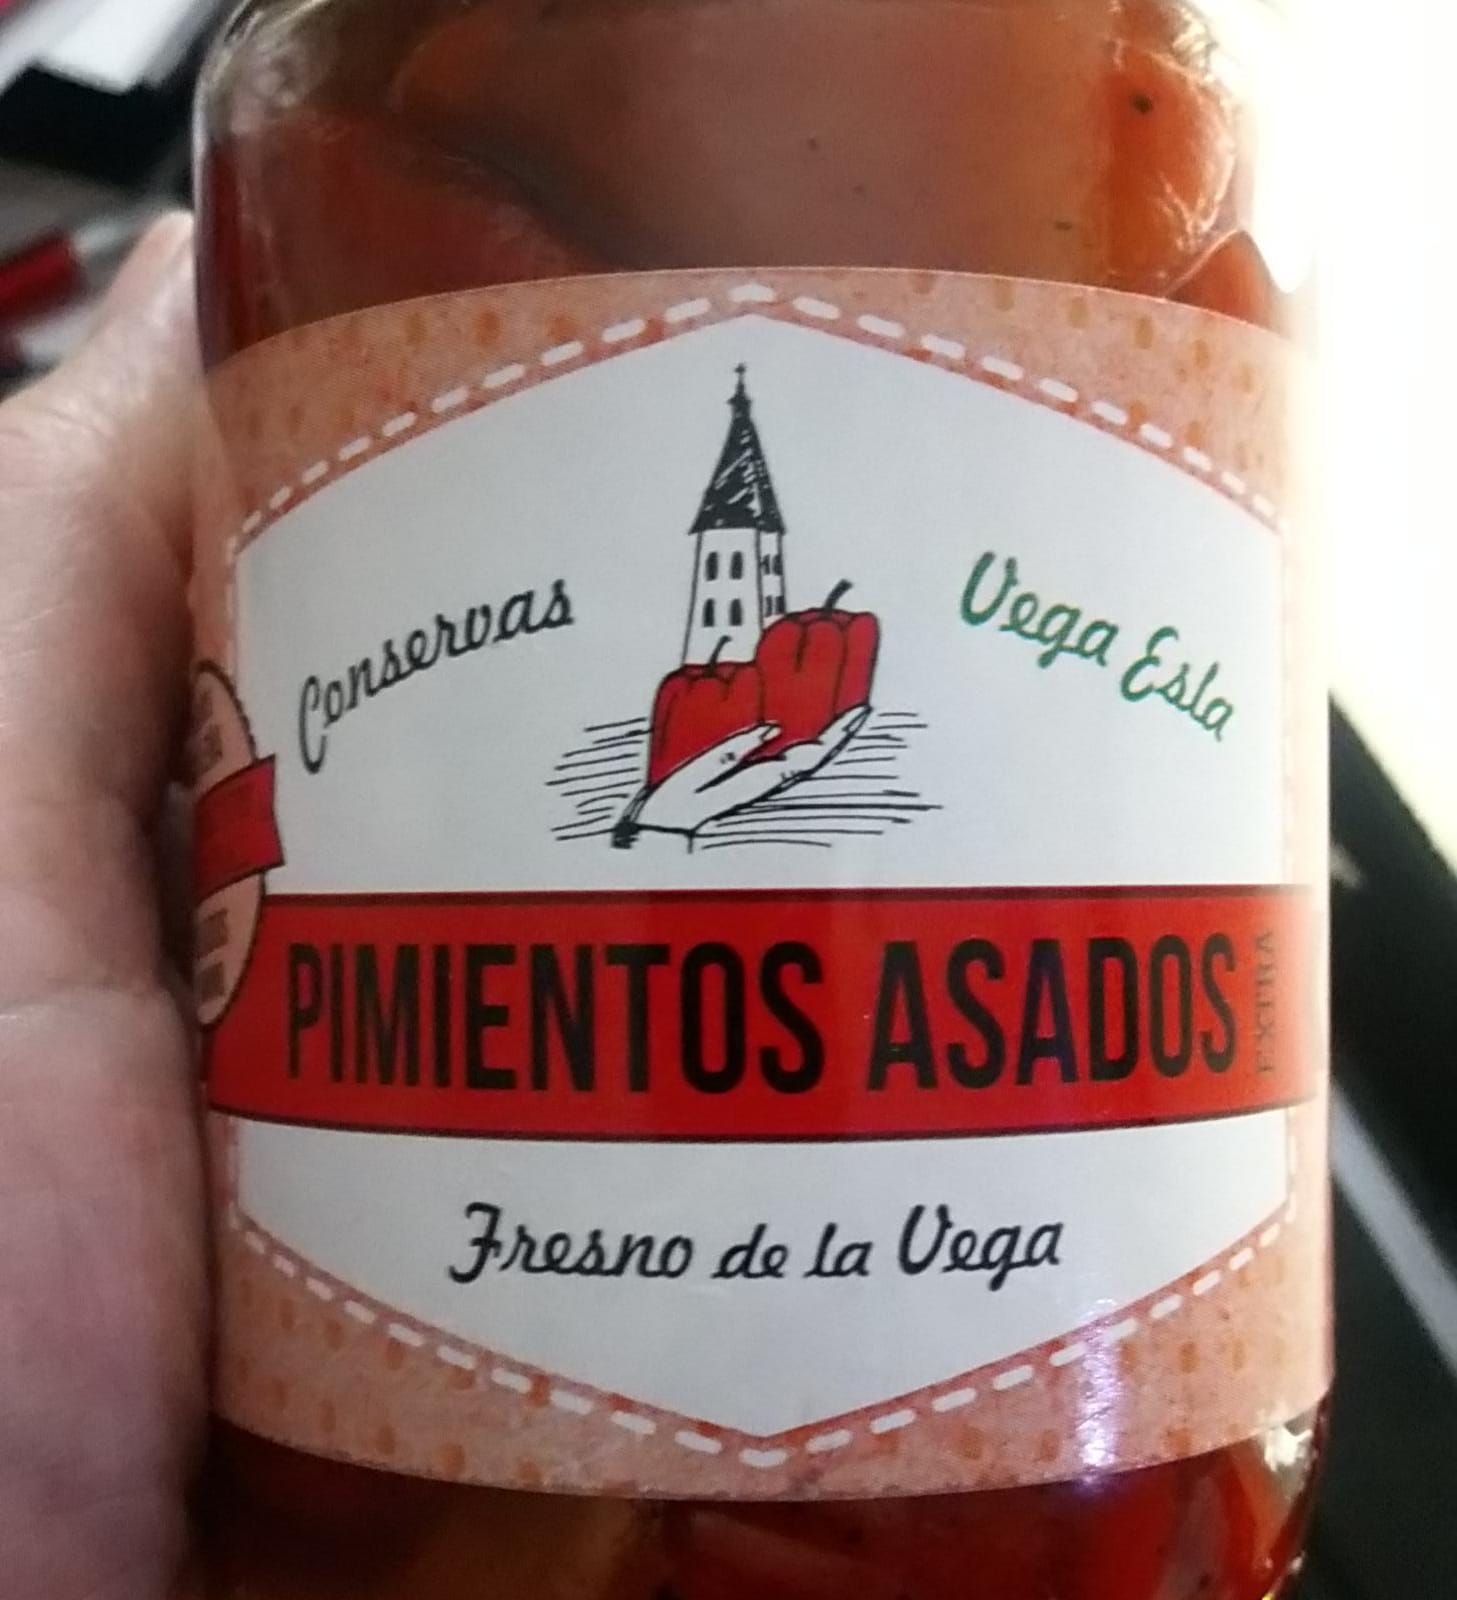 Conservas
Vega Esla
PIMIENTOS ASADOS
EXTRA
Fresno de la Vega